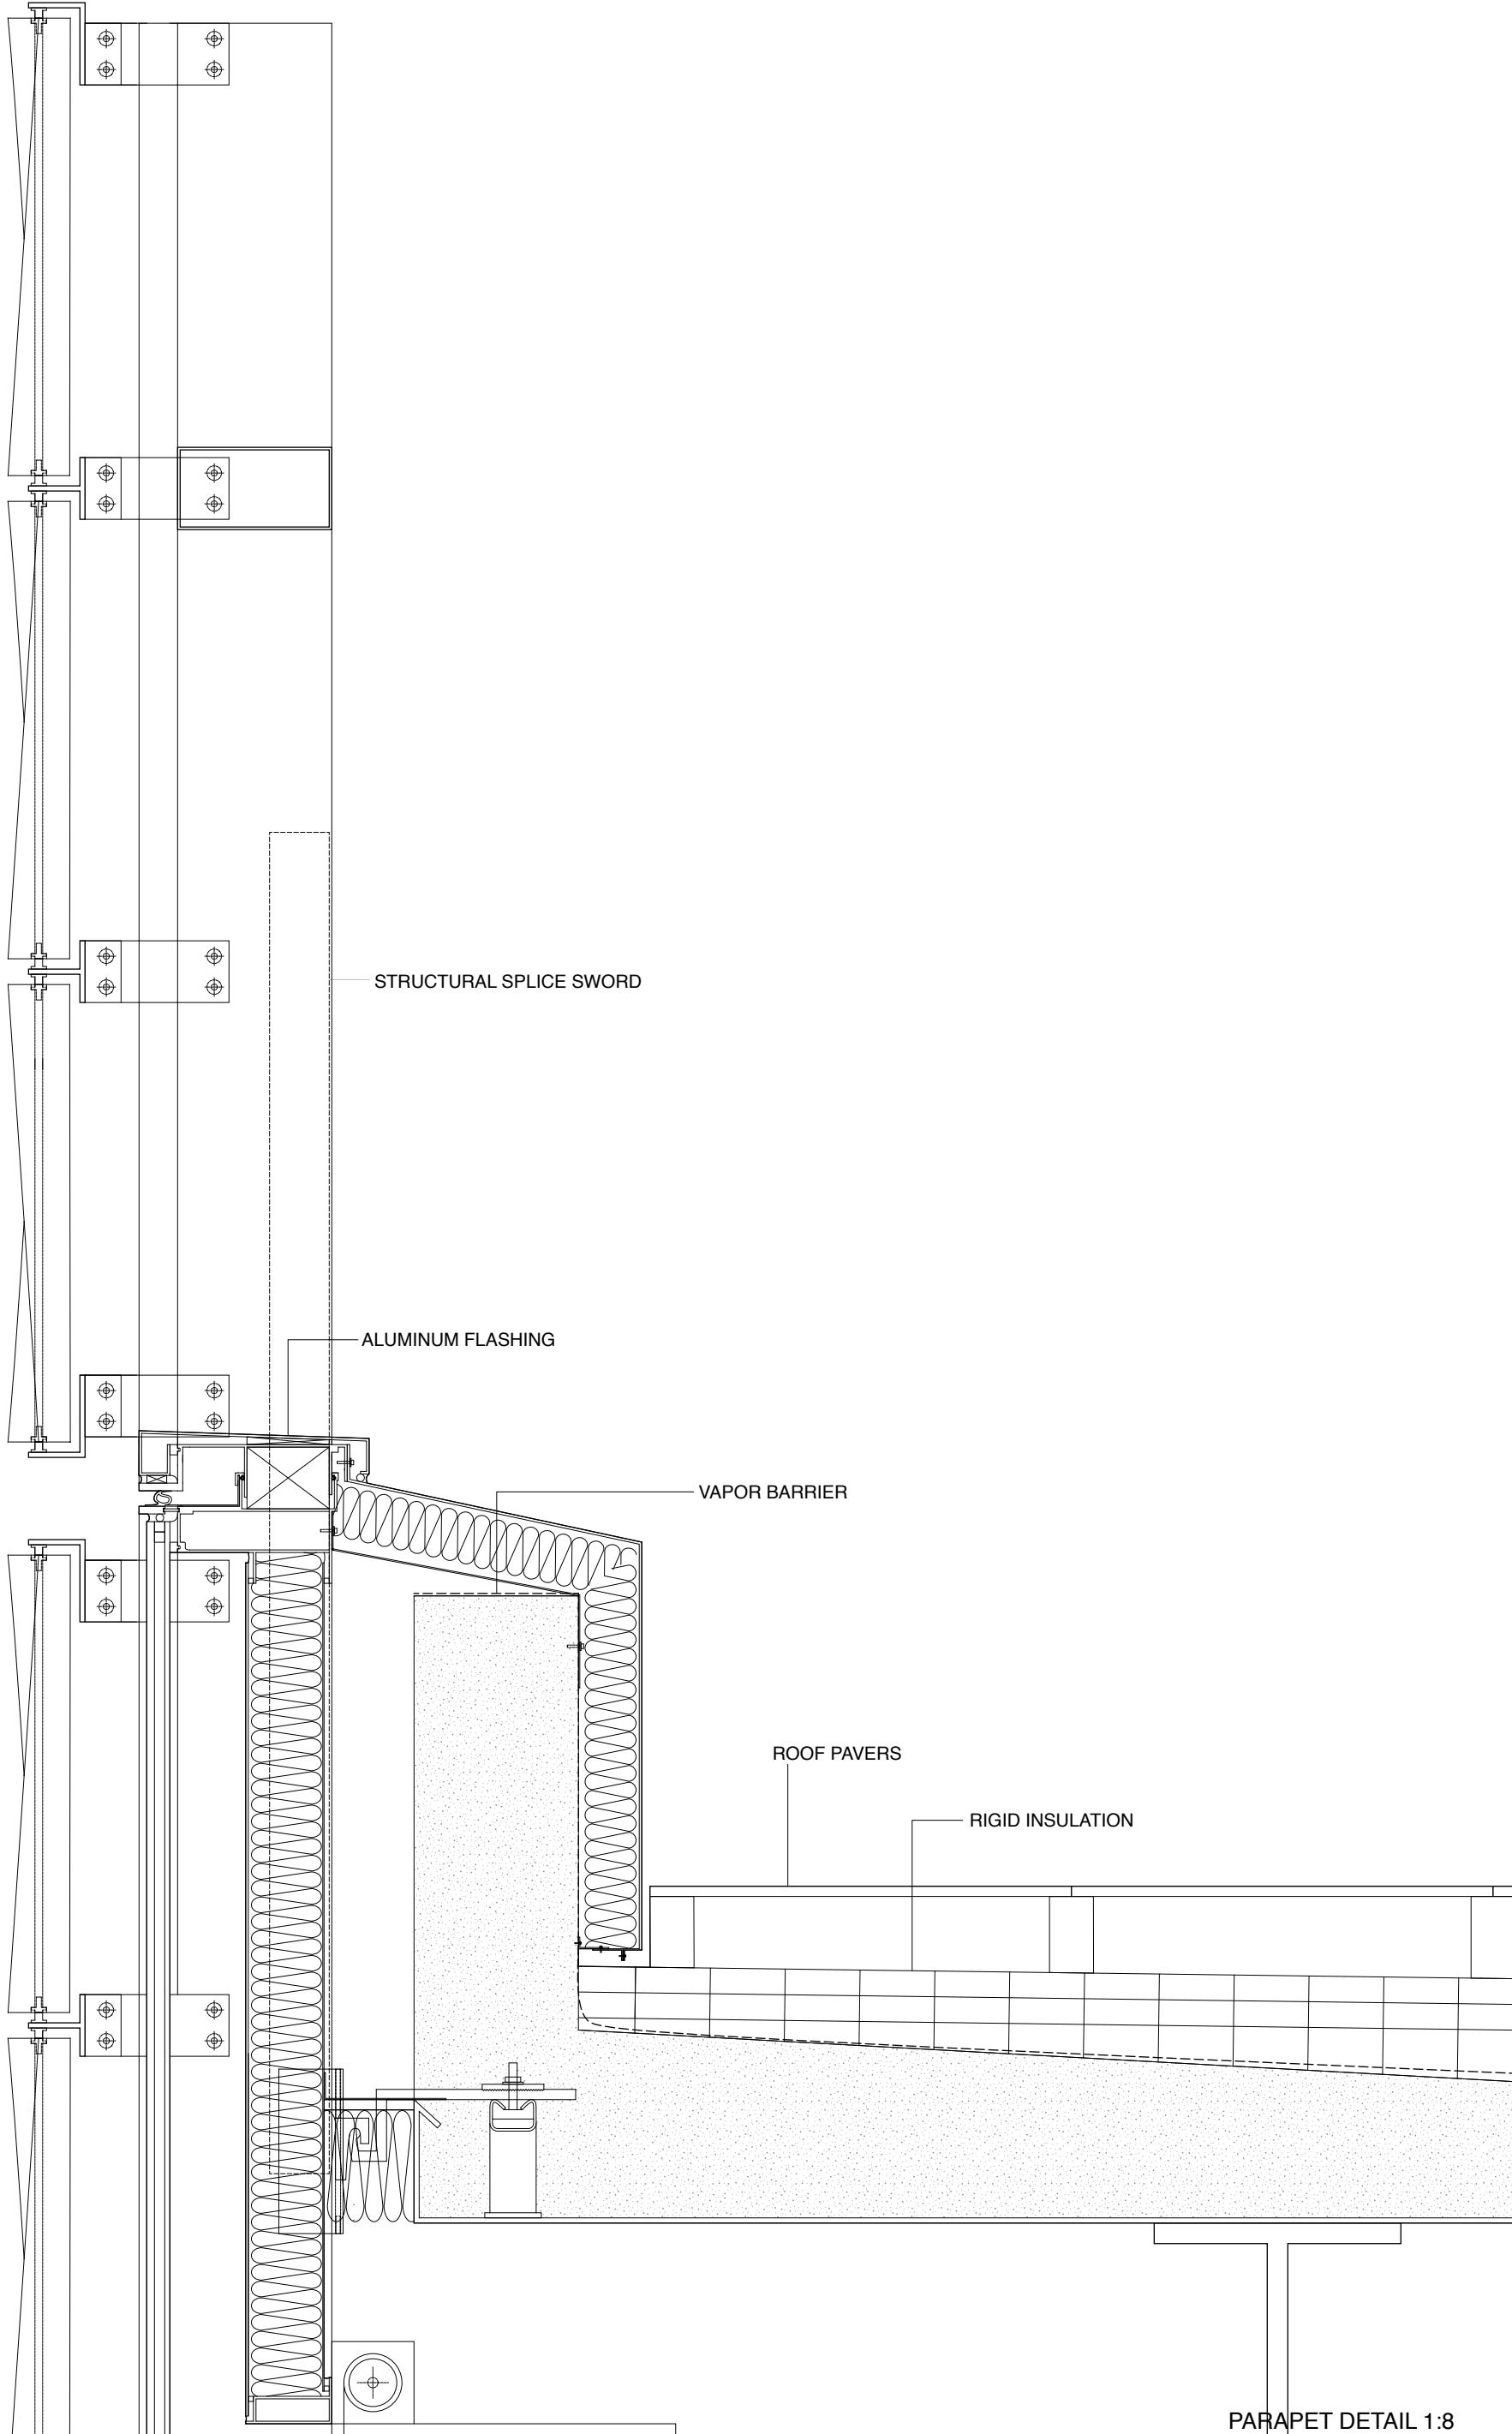 STRUCTURAL SPLICE SWORD
ALUMINUM FLASHING
VAPOR BARRIER
ROOF PAVERS
RIGID INSULATION
PARAPET DETAIL 1:8